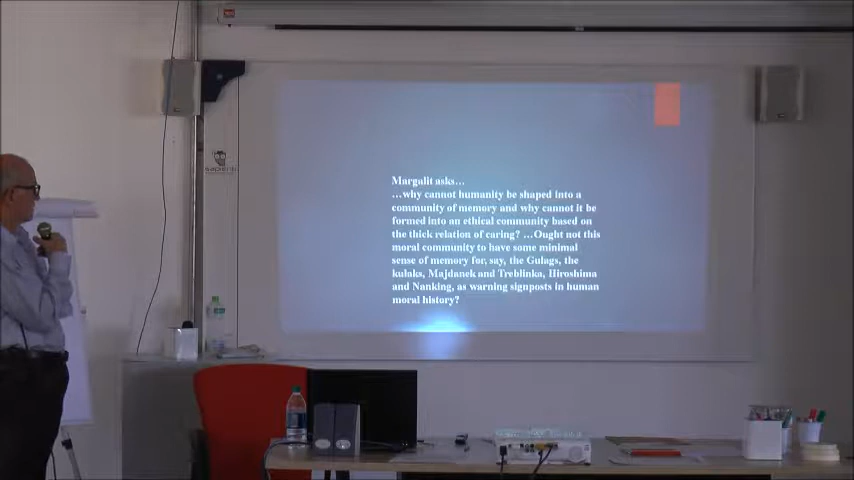 Margalit asks…
…why cannot humanity be shaped into a
community of memory and why cannot it be
formed into an ethical community based on
the thick relation of caring? …Ought not this
moral community to have some minimal
sense of memory for, say, the Gulags, the
kulaks, Majdanek and Treblinka, Hiroshima
and Nanking, as warning signposts in human
moral history?